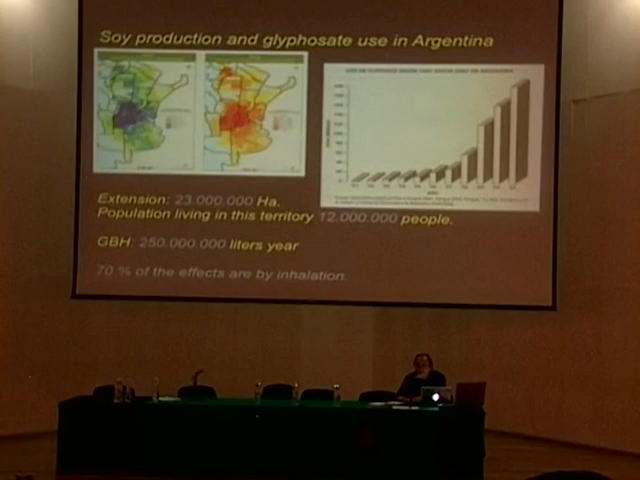 Soy production and glyphosate use in Argentina
Extension: 23.000.000 Ha.
Population living in this territory 12.000.000 people.
GBH: 250.000.000 liters year
70 % of the effects are by inhalation.